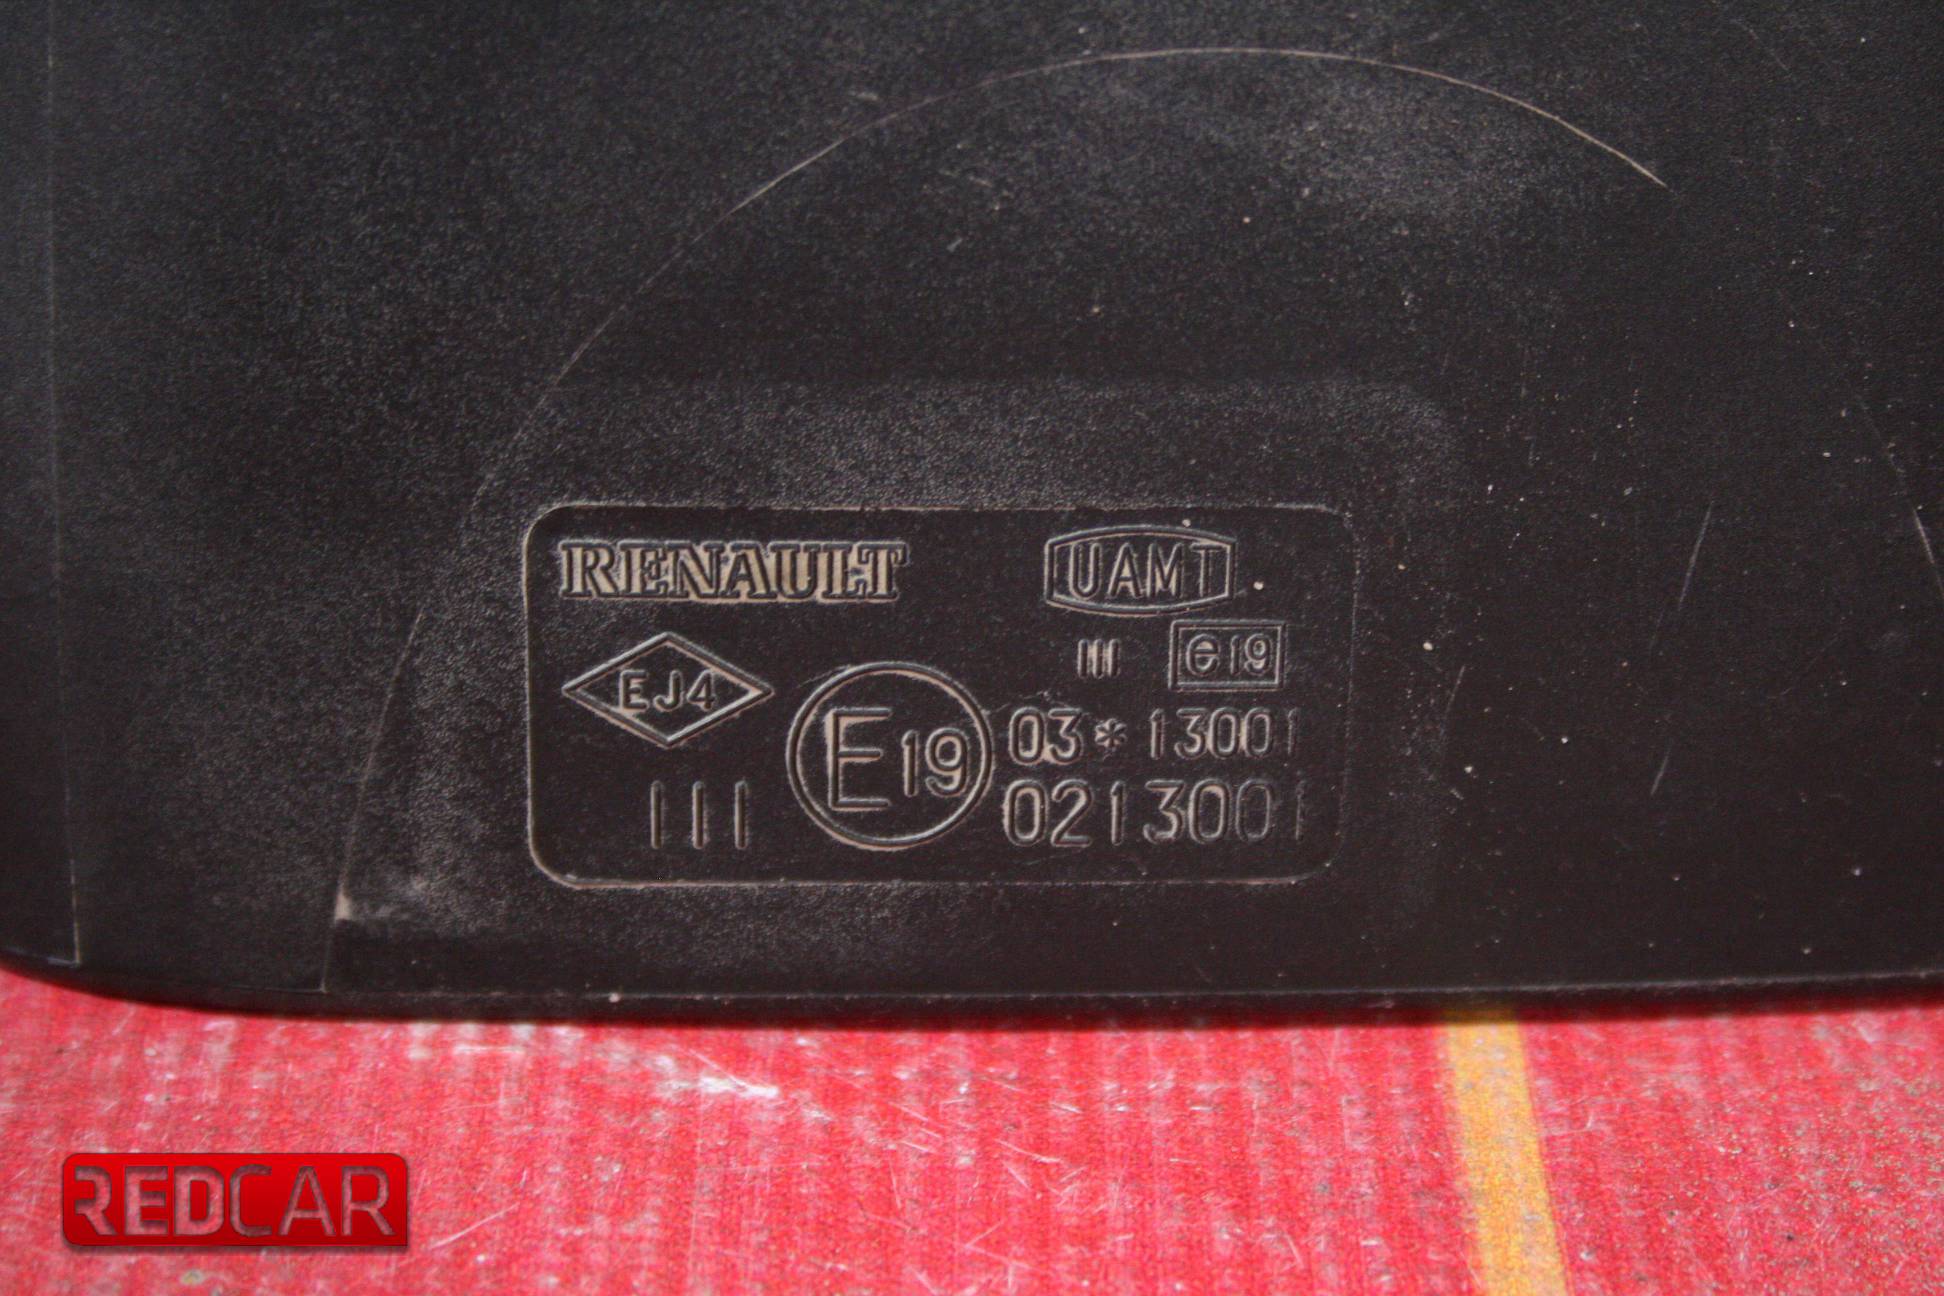 RENAULT
UAMT
III e19
EJ4
E19 03*13001
III 0213001
REDCAR